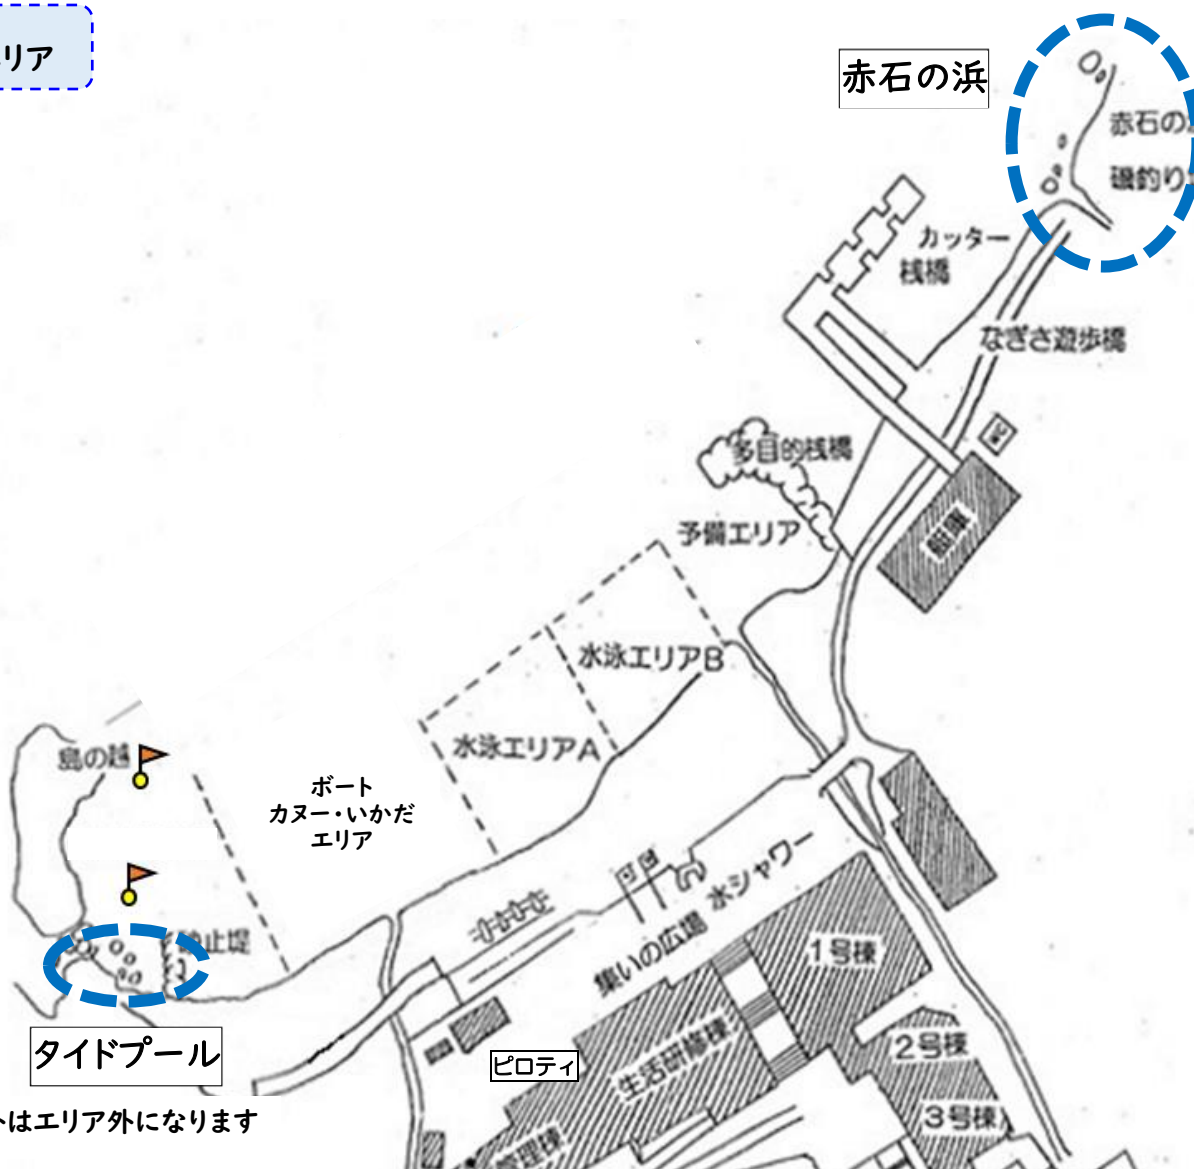 リア
赤石の浜
赤石の
磯釣り
カッター
桟橋
なぎさ遊歩橋
多目的桟橋
艇庫
予備エリア
水泳エリアB
水泳エリアA
島の越
ボート
カヌー・いかだ
エリア
水シャワー
集いの広場
1号棟
砂止堤
タイドプール
ピロティ
生活研修棟
2号棟
3号棟
管理棟
はエリア外になります